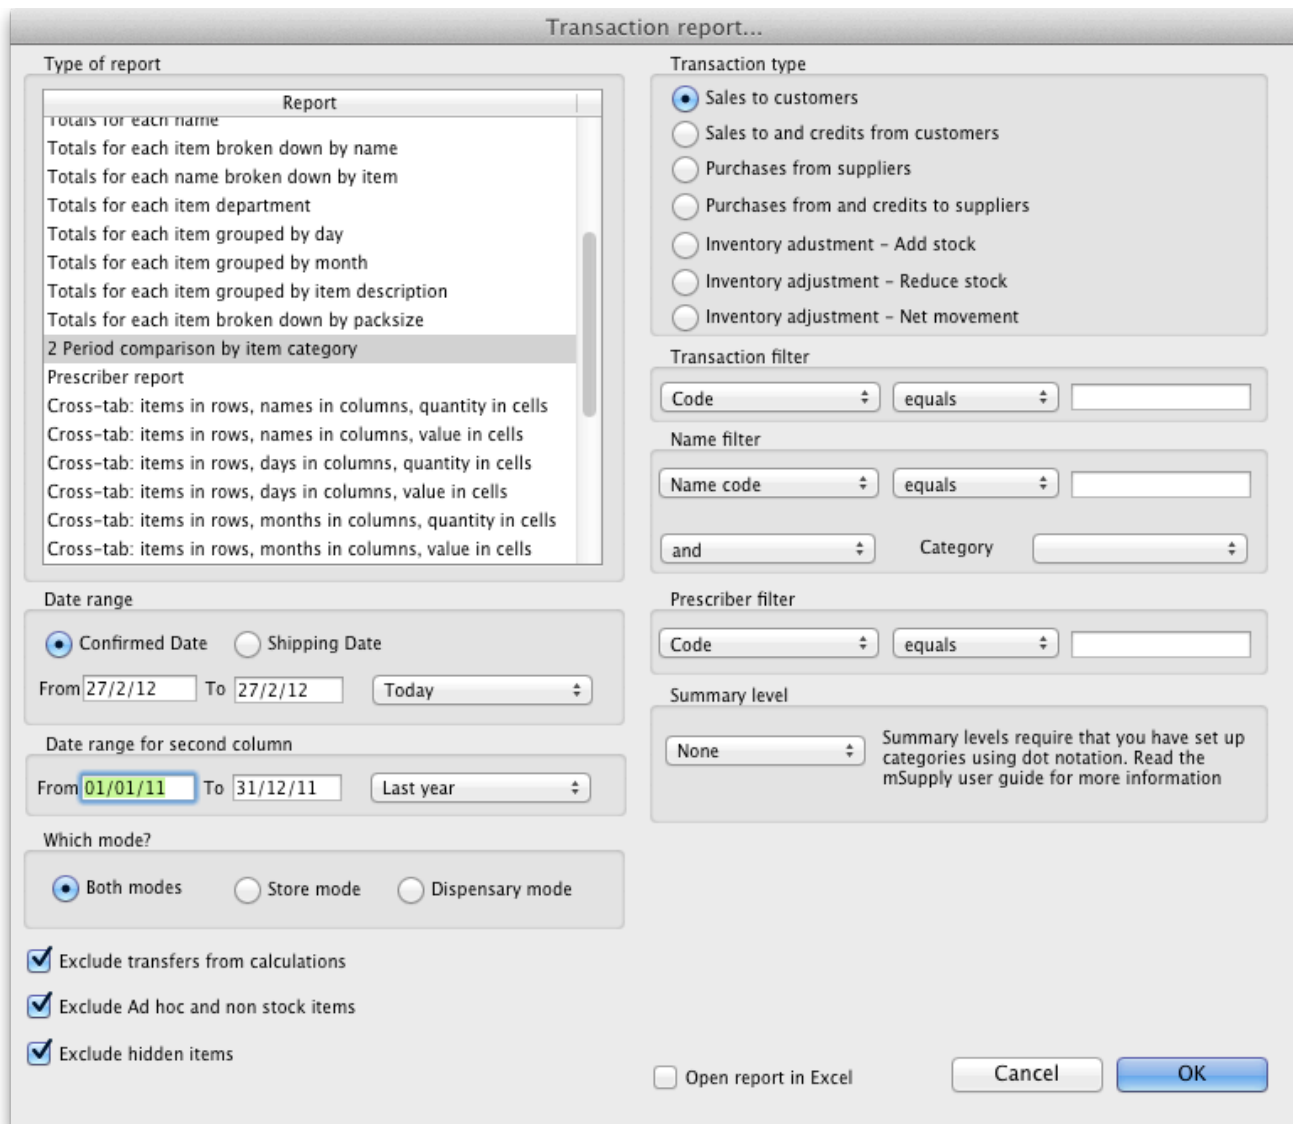 Transaction report...
Type of report
Report
Totals for each name
Totals for each item broken down by name
Totals for each name broken down by item
Totals for each item department
Totals for each item grouped by day
Totals for each item grouped by month
Totals for each item grouped by item description
Totals for each item broken down by packsize
2 Period comparison by item category
Prescriber report
Cross-tab: items in rows, names in columns, quantity in cells
Cross-tab: items in rows, names in columns, value in cells
Cross-tab: items in rows, days in columns, quantity in cells
Cross-tab: items in rows, days in columns, value in cells
Cross-tab: items in rows, months in columns, quantity in cells
Cross-tab: items in rows, months in columns, value in cells
Date range
Confirmed Date Shipping Date
From 27/2/12 To 27/2/12 Today
Date range for second column
From 01/01/11 To 31/12/11 Last year
Which mode?
Both modes Store mode Dispensary mode
Exclude transfers from calculations
Exclude Ad hoc and non stock items
Exclude hidden items
Transaction type
Sales to customers
Sales to and credits from customers
Purchases from suppliers
Purchases from and credits to suppliers
Inventory adustment - Add stock
Inventory adjustment - Reduce stock
Inventory adjustment - Net movement
Transaction filter
Code equals
Name filter
Name code equals
and Category
Prescriber filter
Code equals
Summary level
None
Summary levels require that you have set up
categories using dot notation. Read the
mSupply user guide for more information
Open report in Excel Cancel OK